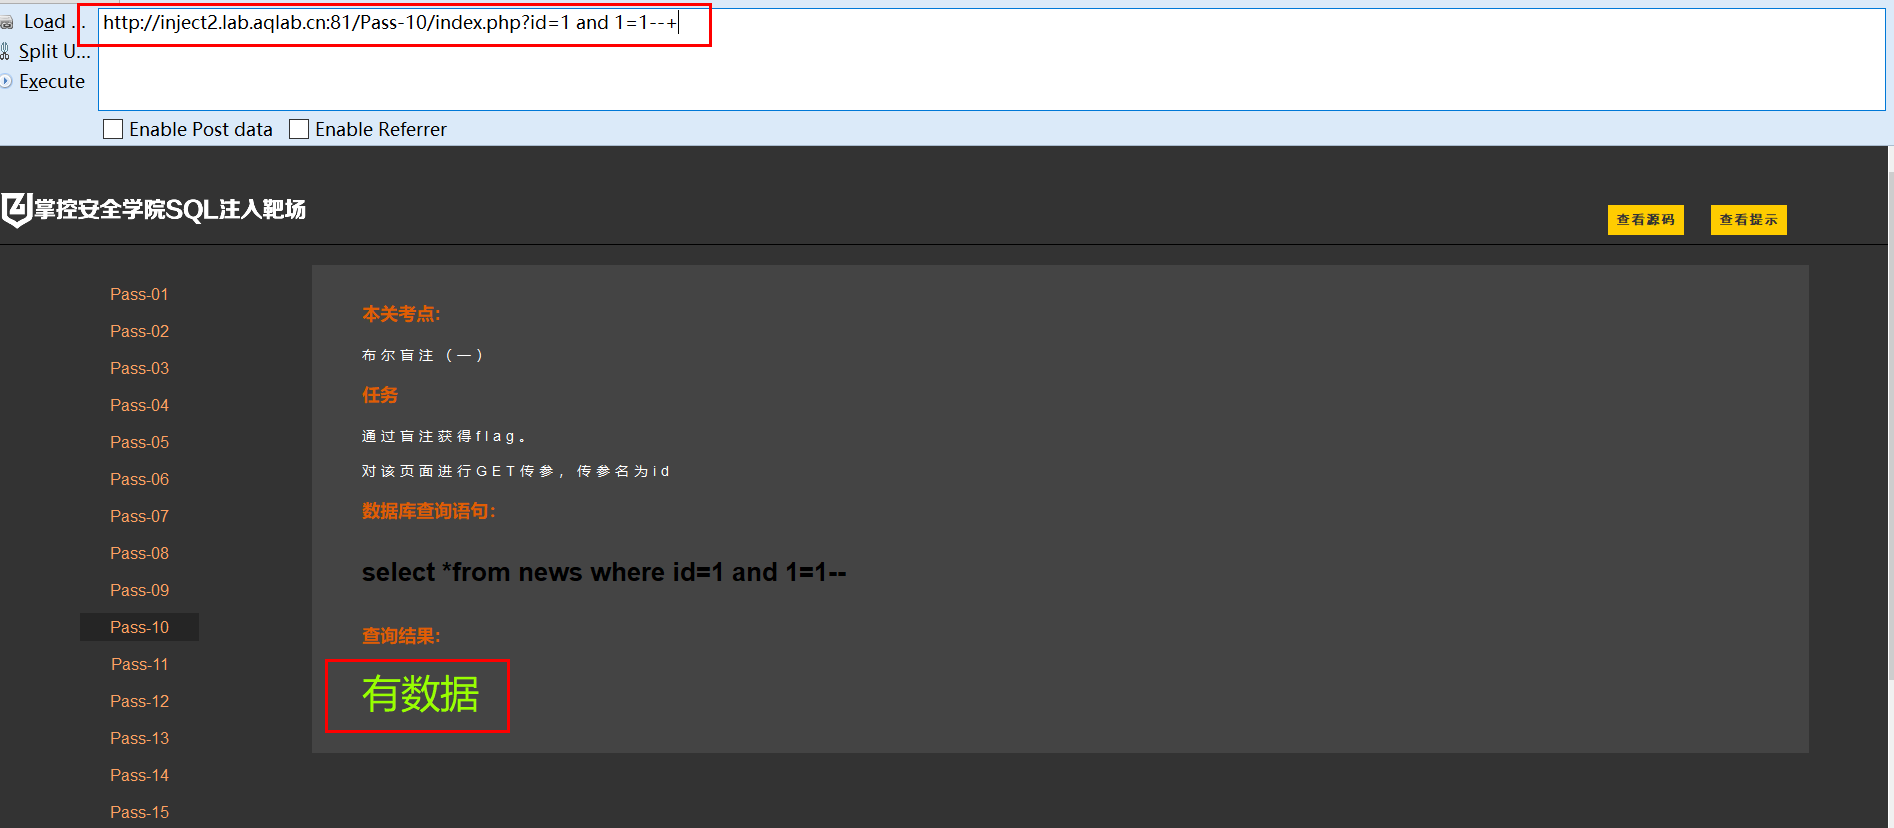 Load ...
http://inject2.lab.aqlab.cn:81/Pass-10/index.php?id=1 and 1=1--+
Split U...
Execute
Enable Post data
Enable Referrer
掌控安全学院SQL注入靶场
查看源码
查看提示
Pass-01
Pass-02
Pass-03
Pass-04
Pass-05
Pass-06
Pass-07
Pass-08
Pass-09
Pass-10
Pass-11
Pass-12
Pass-13
Pass-14
Pass-15
本关考点:
布尔盲注（一）
任务
通过盲注获得flag。
对该页面进行GET传参，传参名为id
数据库查询语句:
select *from news where id=1 and 1=1--
查询结果:
有数据